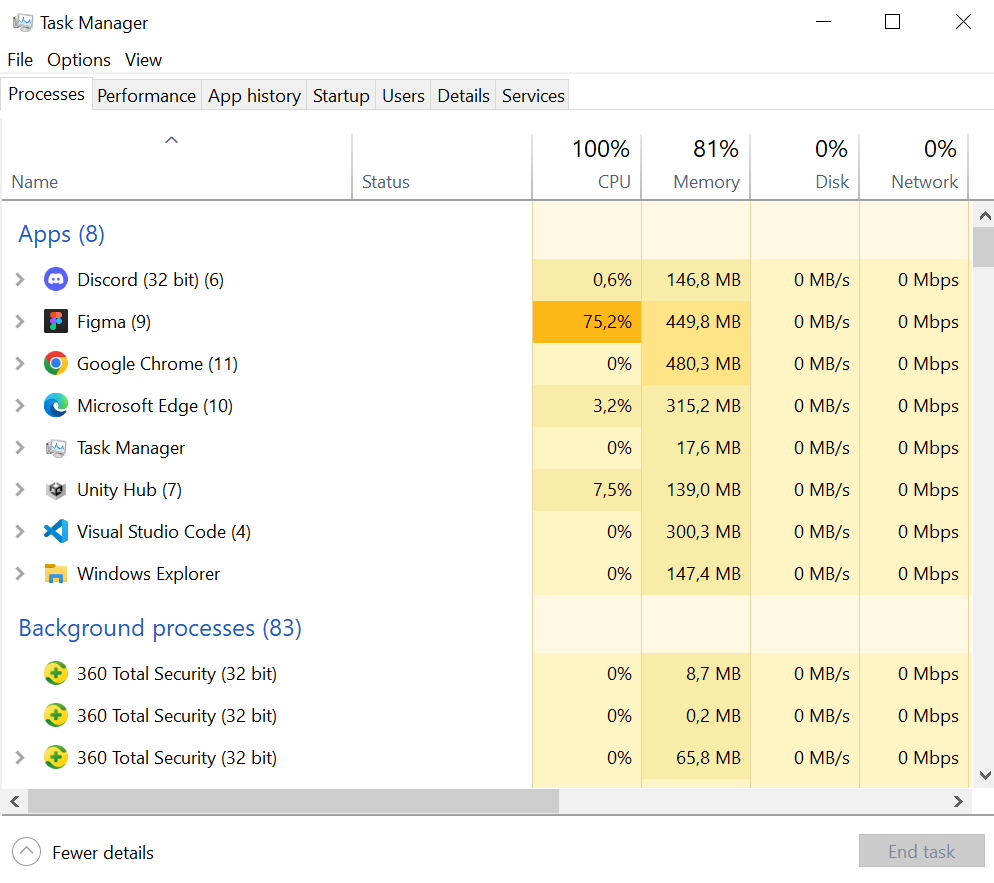 Task Manager
File Options View
Processes Performance App history Startup Users Details Services
100% 81% 0% 0%
Name Status CPU Memory Disk Network
Apps (8)
Discord (32 bit) (6) 0,6% 146,8 MB 0 MB/s 0 Mbps
Figma (9) 75,2% 449,8 MB 0 MB/s 0 Mbps
Google Chrome (11) 0% 480,3 MB 0 MB/s 0 Mbps
Microsoft Edge (10) 3,2% 315,2 MB 0 MB/s 0 Mbps
Task Manager 0% 17,6 MB 0 MB/s 0 Mbps
Unity Hub (7) 7,5% 139,0 MB 0 MB/s 0 Mbps
Visual Studio Code (4) 0% 300,3 MB 0 MB/s 0 Mbps
Windows Explorer 0% 147,4 MB 0 MB/s 0 Mbps
Background processes (83)
360 Total Security (32 bit) 0% 8,7 MB 0 MB/s 0 Mbps
360 Total Security (32 bit) 0% 0,2 MB 0 MB/s 0 Mbps
360 Total Security (32 bit) 0% 65,8 MB 0 MB/s 0 Mbps
Fewer details End task